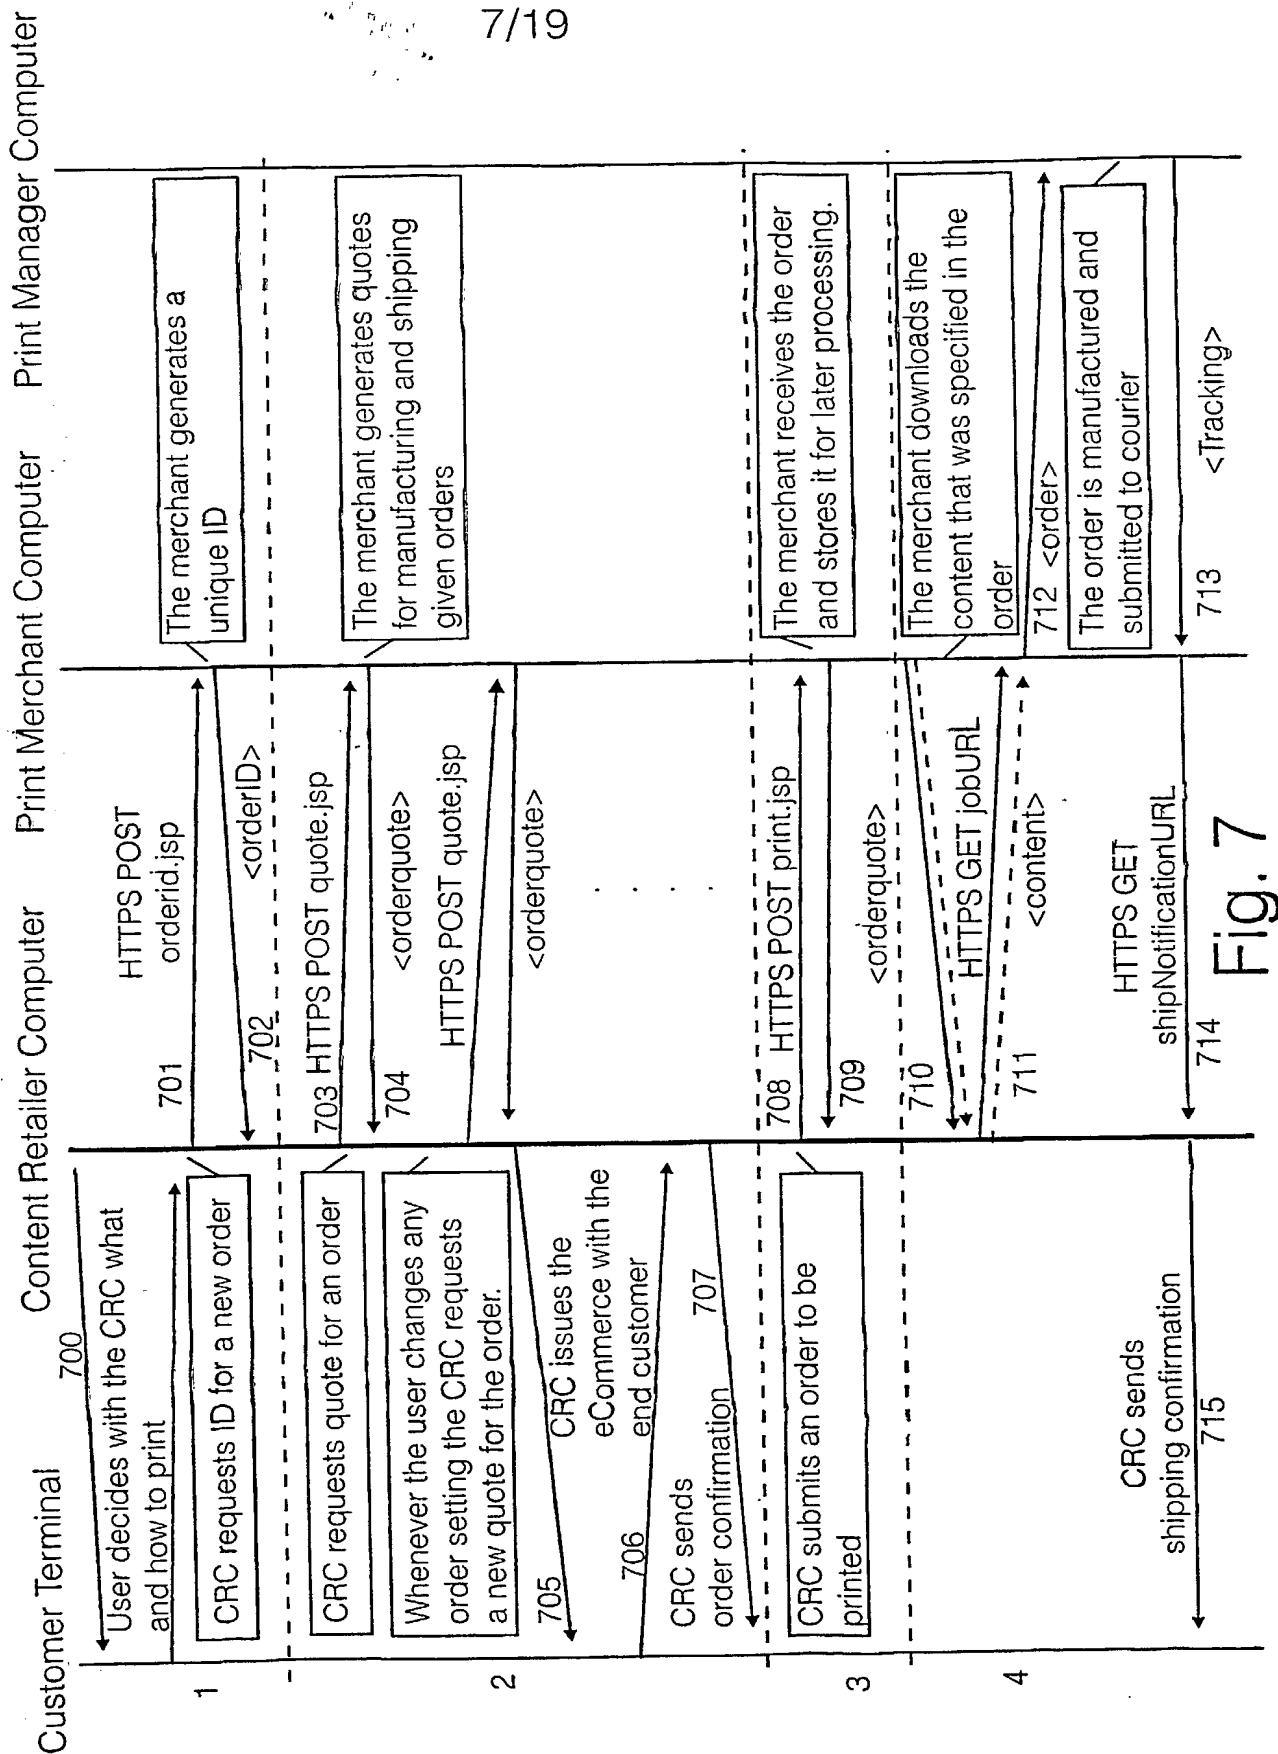 7/19
Customer Terminal
Content Retailer Computer
Print Merchant Computer
Print Manager Computer
700
User decides with the CRC what
and how to print
701
HTTPS POST
orderid.jsp
CRC requests ID for a new order
The merchant generates a
unique ID
<orderID>
702
1
703 HTTPS POST quote.jsp
CRC requests quote for an order
The merchant generates quotes
for manufacturing and shipping
given orders
704
<orderquote>
Whenever the user changes any
order setting the CRC requests
a new quote for the order.
HTTPS POST quote.jsp
<orderquote>
2
705
CRC issues the
eCommerce with the
end customer
706
CRC sends
order confirmation
707
708 HTTPS POST print.jsp
CRC submits an order to be
printed
The merchant receives the order
and stores it for later processing.
709
<orderquote>
3
710
HTTPS GET jobURL
The merchant downloads the
content that was specified in the
order
711
<content>
712 <order>
4
The order is manufactured and
submitted to courier
713
<Tracking>
HTTPS GET
shipNotificationURL
714
CRC sends
shipping confirmation
715
Fig. 7